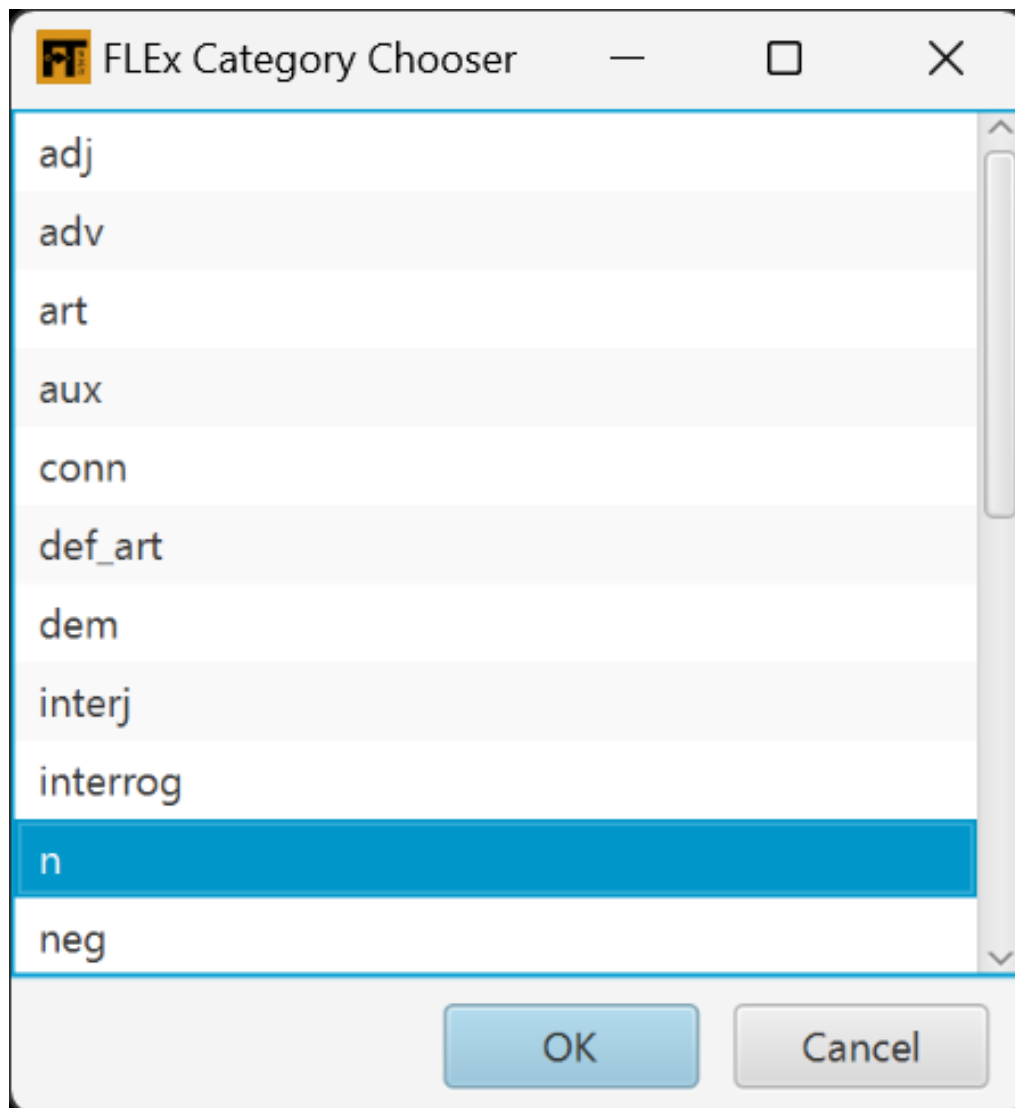 FLEx Category Chooser
adj
adv
art
aux
conn
def_art
dem
interj
interrog
n
neg
OK Cancel